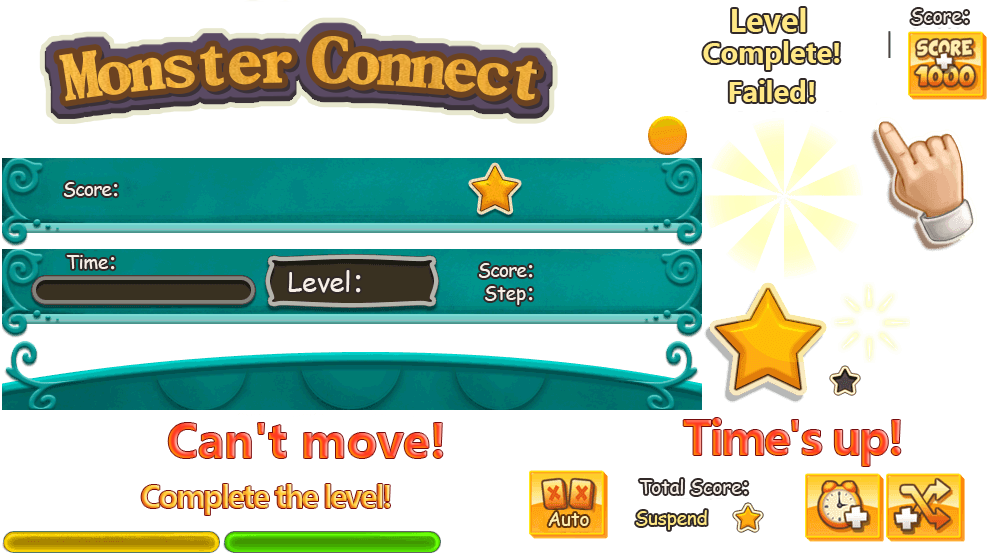 Monster Connect
Level
Complete!
Failed!
Score:
SCORE
1000
Score:
Time:
Level:
Score:
Step:
Can't move!
Time's up!
Complete the level!
Auto
Total Score:
Suspend